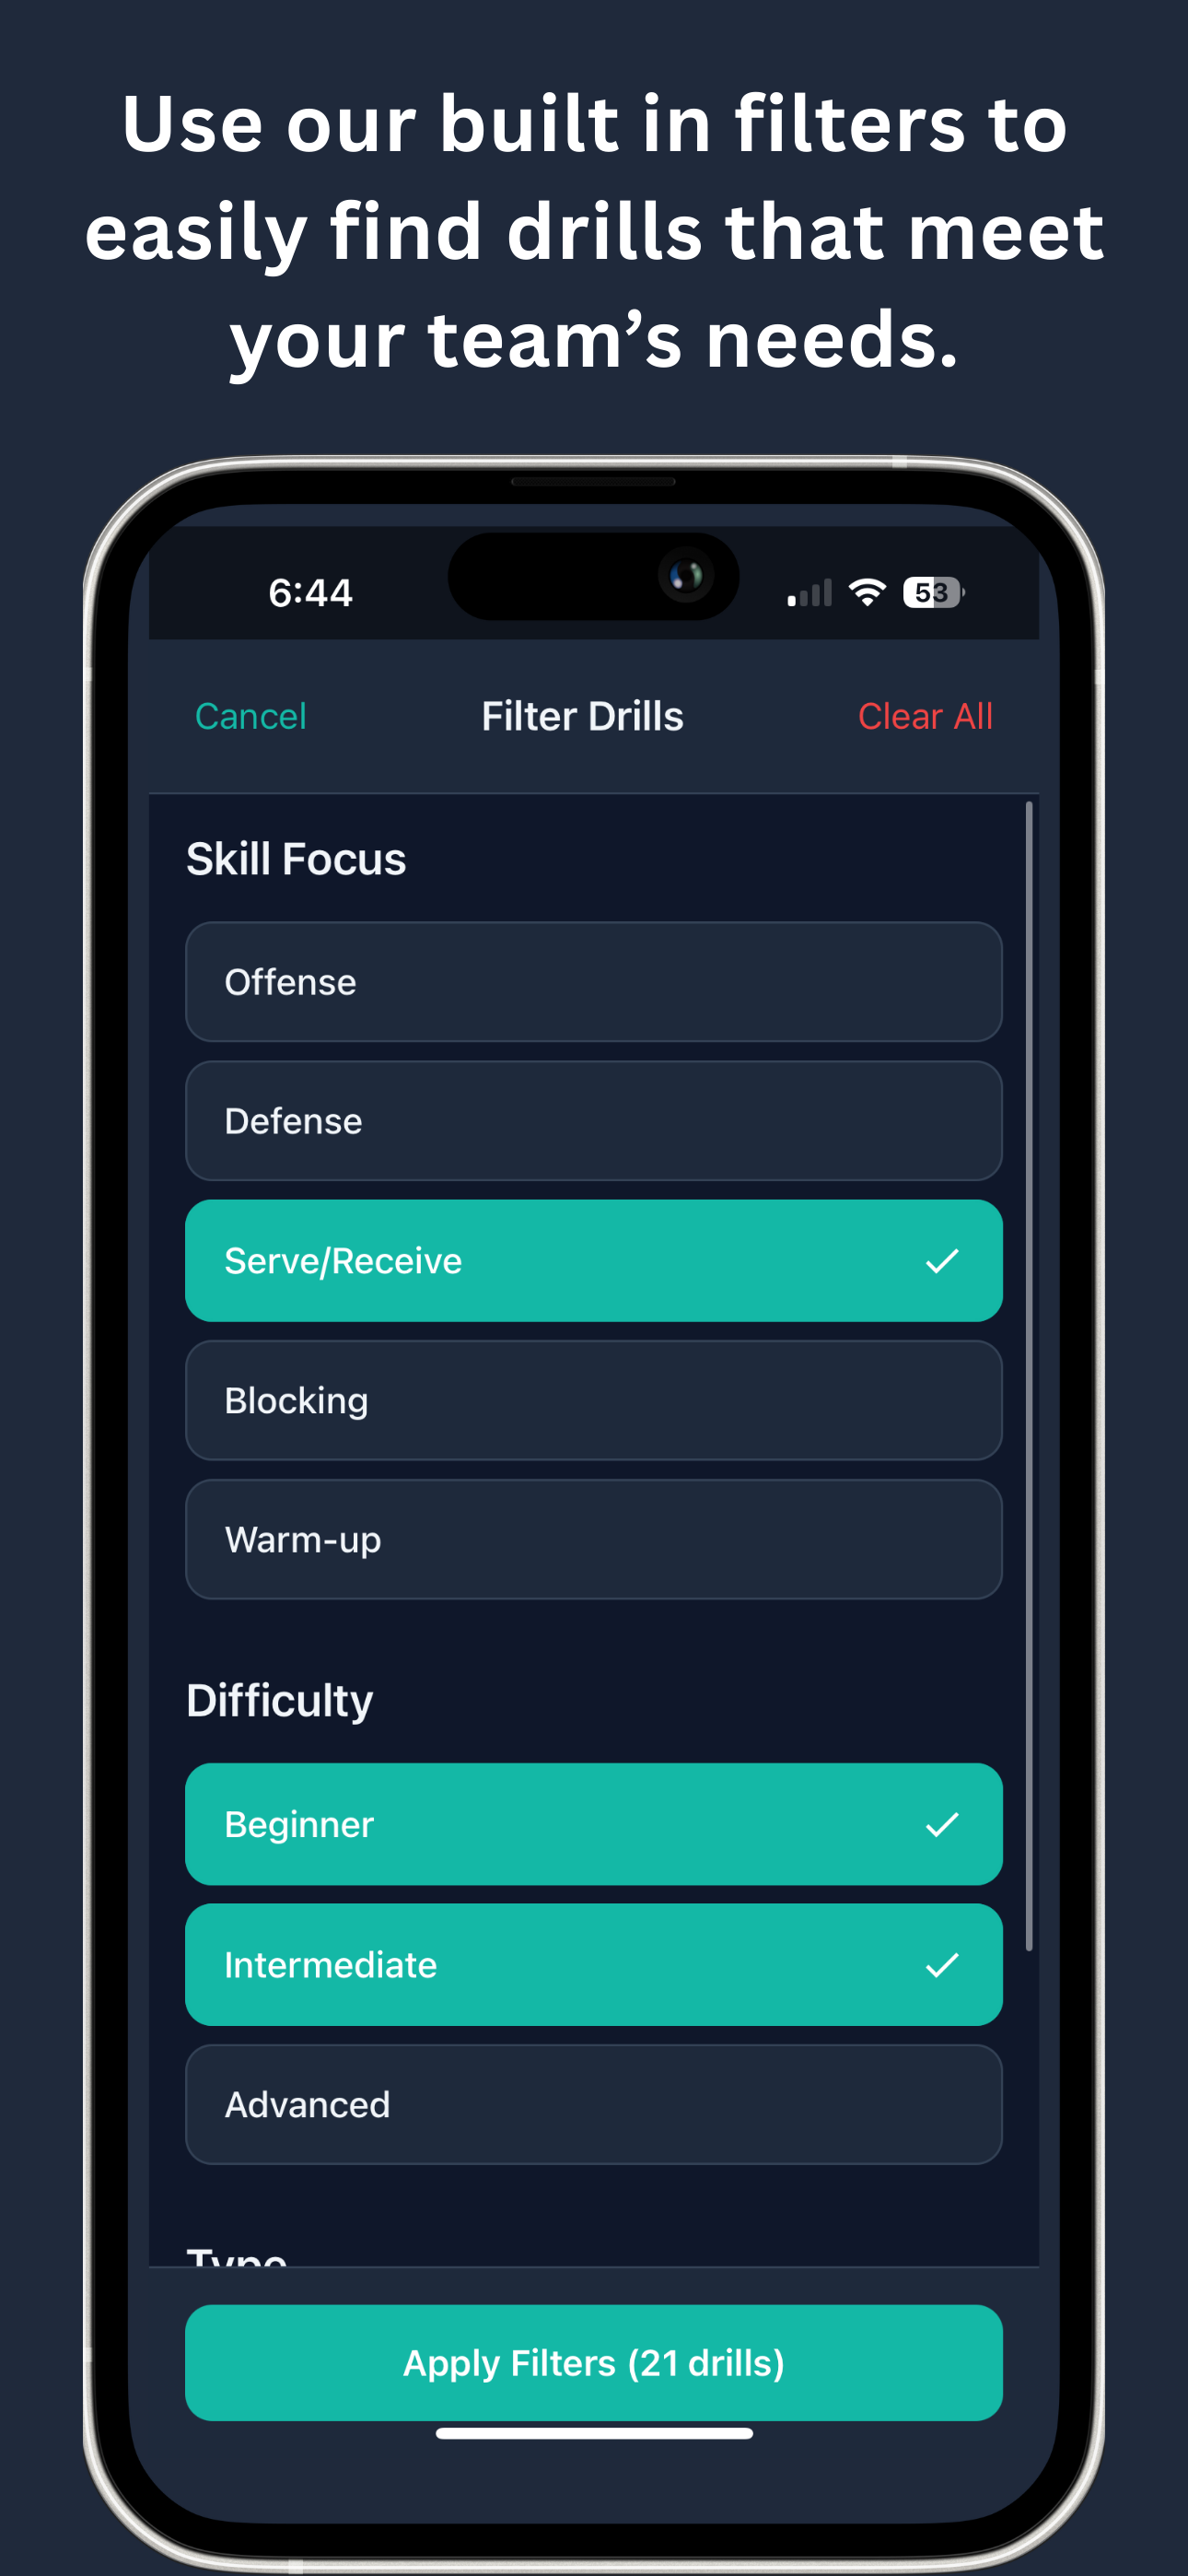 Use our built in filters to
easily find drills that meet
your team’s needs.
6:44
53
Cancel
Filter Drills
Clear All
Skill Focus
Offense
Defense
Serve/Receive
Blocking
Warm-up
Difficulty
Beginner
Intermediate
Advanced
Type
Apply Filters (21 drills)